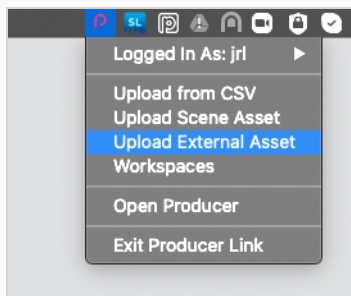 SL
Logged In As: jrl
Upload from CSV
Upload Scene Asset
Upload External Asset
Workspaces
Open Producer
Exit Producer Link